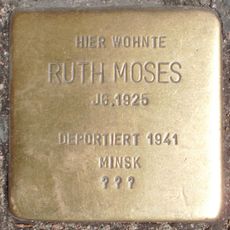 HIER WOHNTE
RUTH MOSES
JG. 1925
DEPORTIERT 1941
MINSK
? ? ?